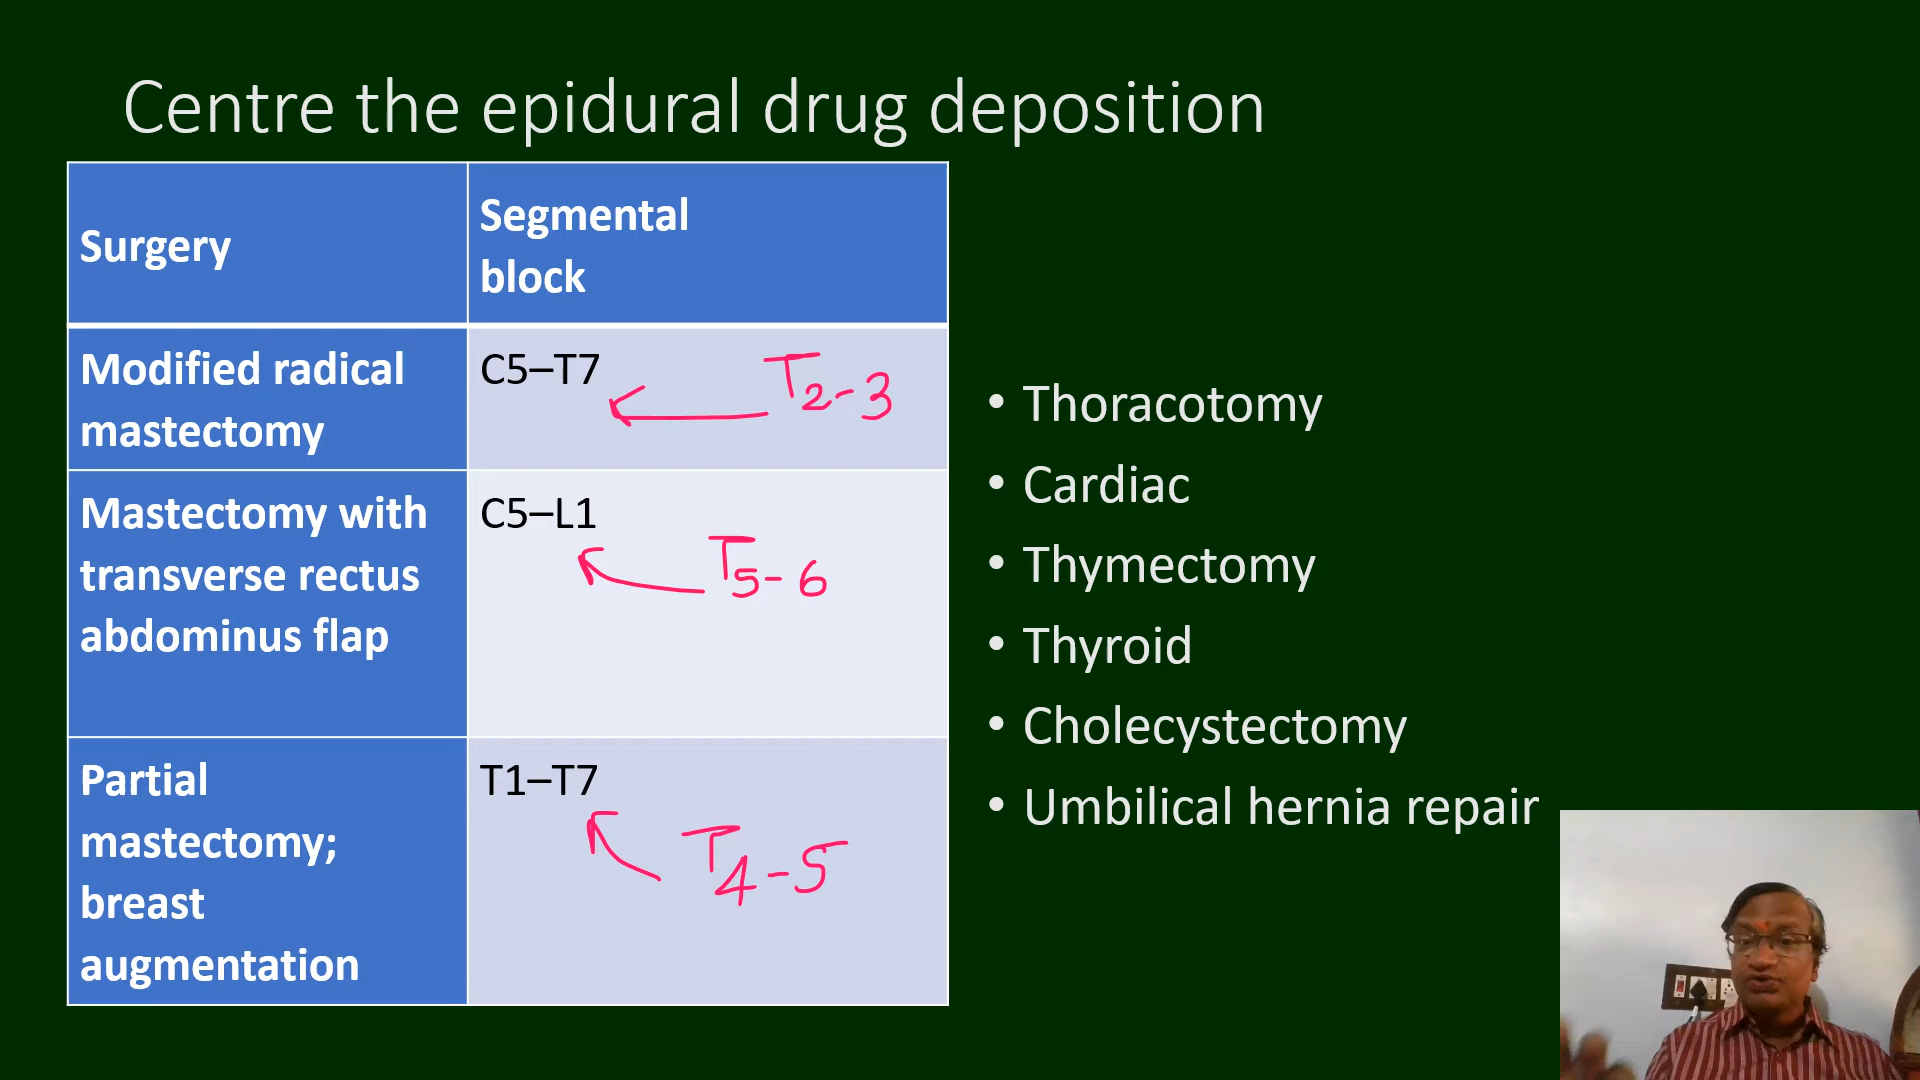 Centre the epidural drug deposition
Surgery
Segmental
block
Modified radical
mastectomy
C5–T7
T2-3
Mastectomy with
transverse rectus
abdominus flap
C5–L1
T5-6
Partial
mastectomy;
breast
augmentation
T1–T7
T4-5
• Thoracotomy
• Cardiac
• Thymectomy
• Thyroid
• Cholecystectomy
• Umbilical hernia repair